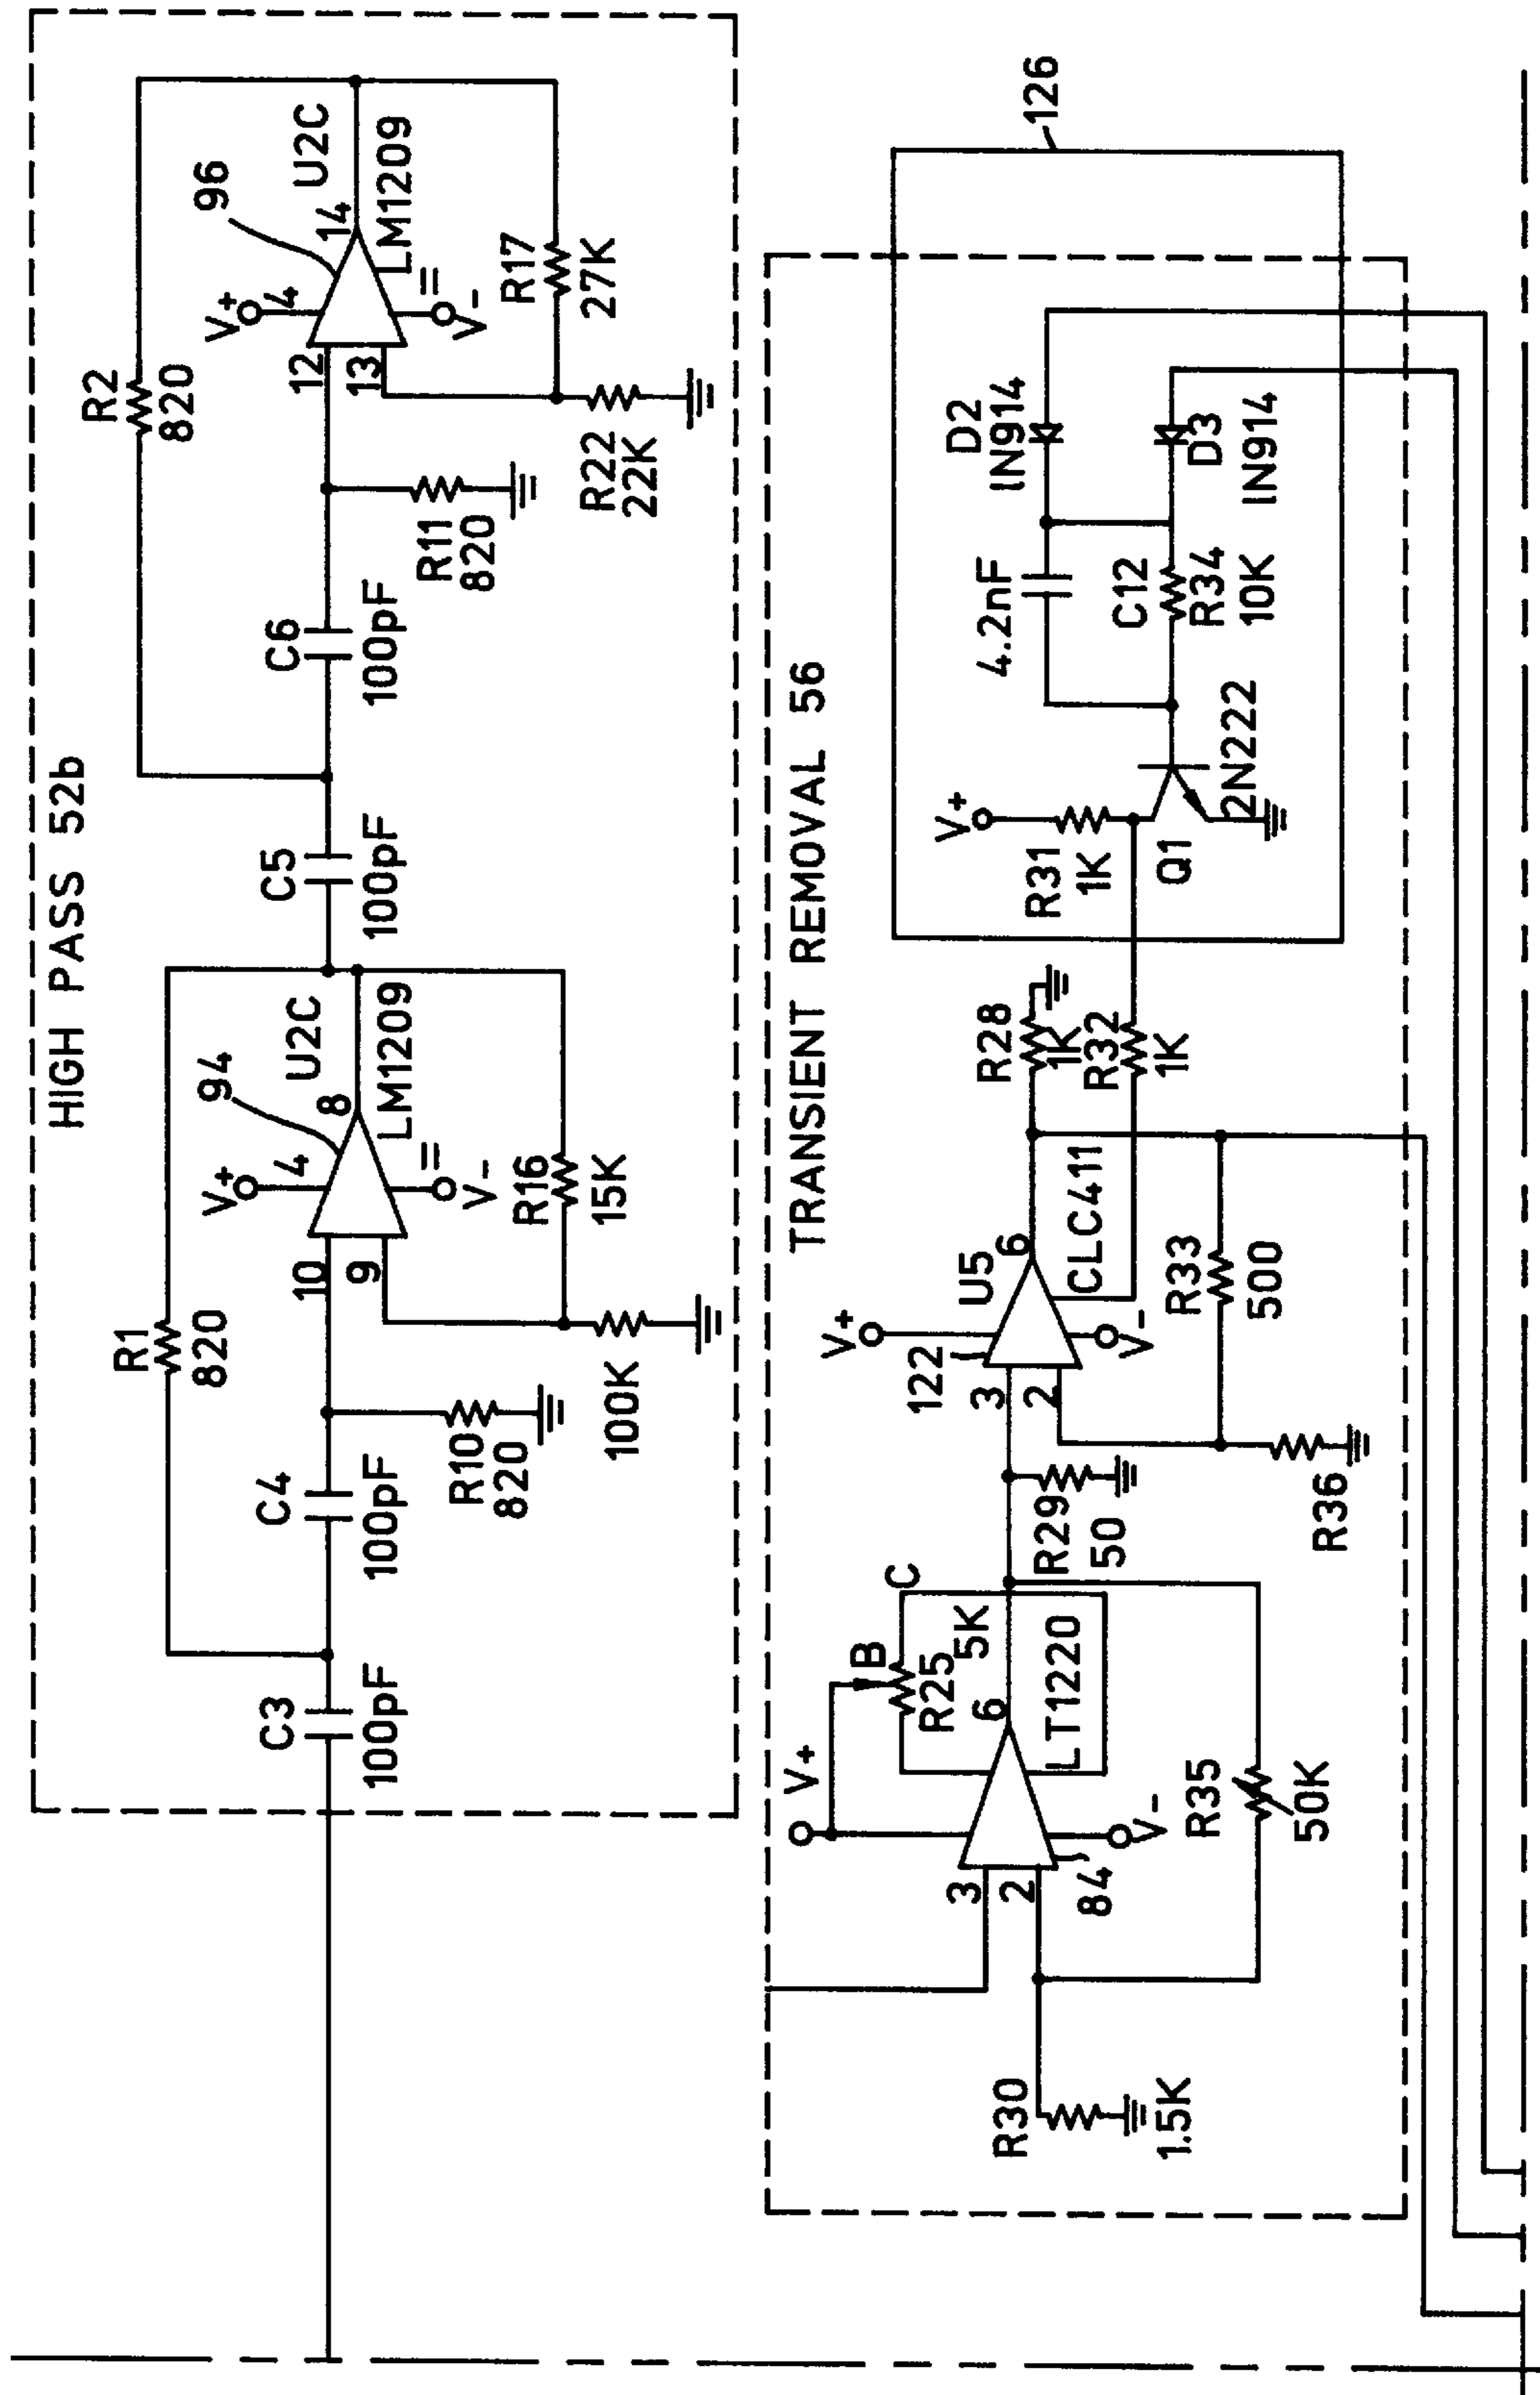 HIGH PASS 52b
C3
100pF
C4
100pF
R1
820
R10
820
10
9
V+
4
94
8
U2C
LM1209
V-
R16
15K
100K
C5
100pF
C6
100pF
R2
820
R11
820
12
13
V+
4
96
14
U2C
LM1209
V-
R17
27K
R22
22K
TRANSIENT REMOVAL 56
R30
1.5K
3
2
84
V+
V-
B
C
R25
5K
6
LT1220
R35
50K
R29
50
3
2
122
V+
V-
U5
6
CLC411
R36
R33
500
R28
1K
R32
1K
V+
R31
1K
Q1
2N222
4.2nF
C12
R34
10K
D2
IN914
D3
IN914
126